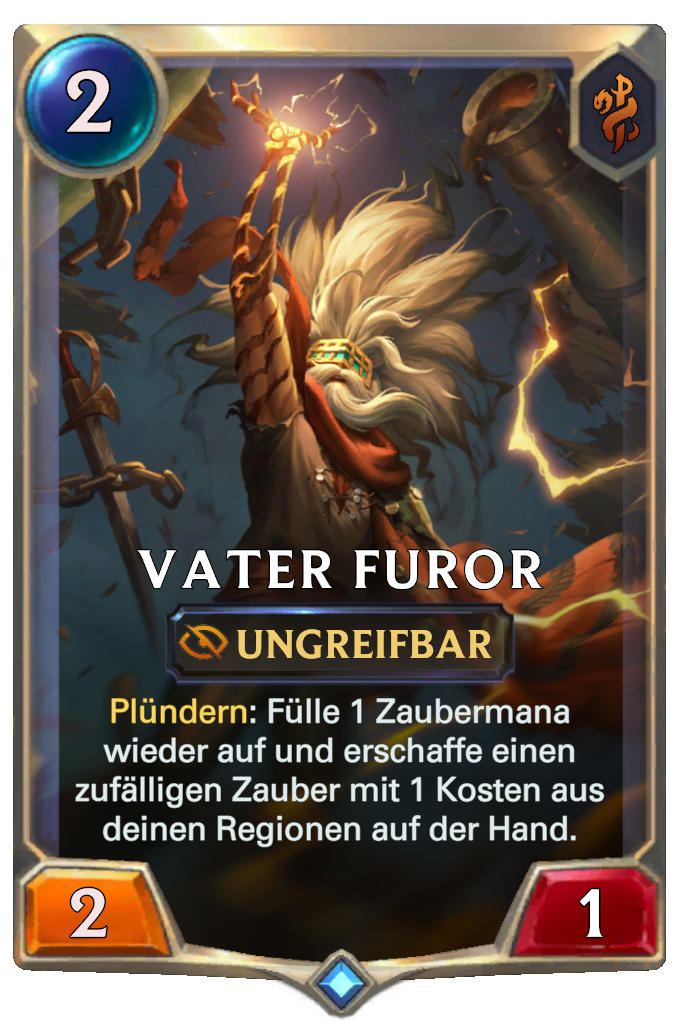 2
VATER FUROR
UNGREIFBAR
Plündern: Fülle 1 Zaubermana
wieder auf und erschaffe einen
zufälligen Zauber mit 1 Kosten aus
deinen Regionen auf der Hand.
2
1